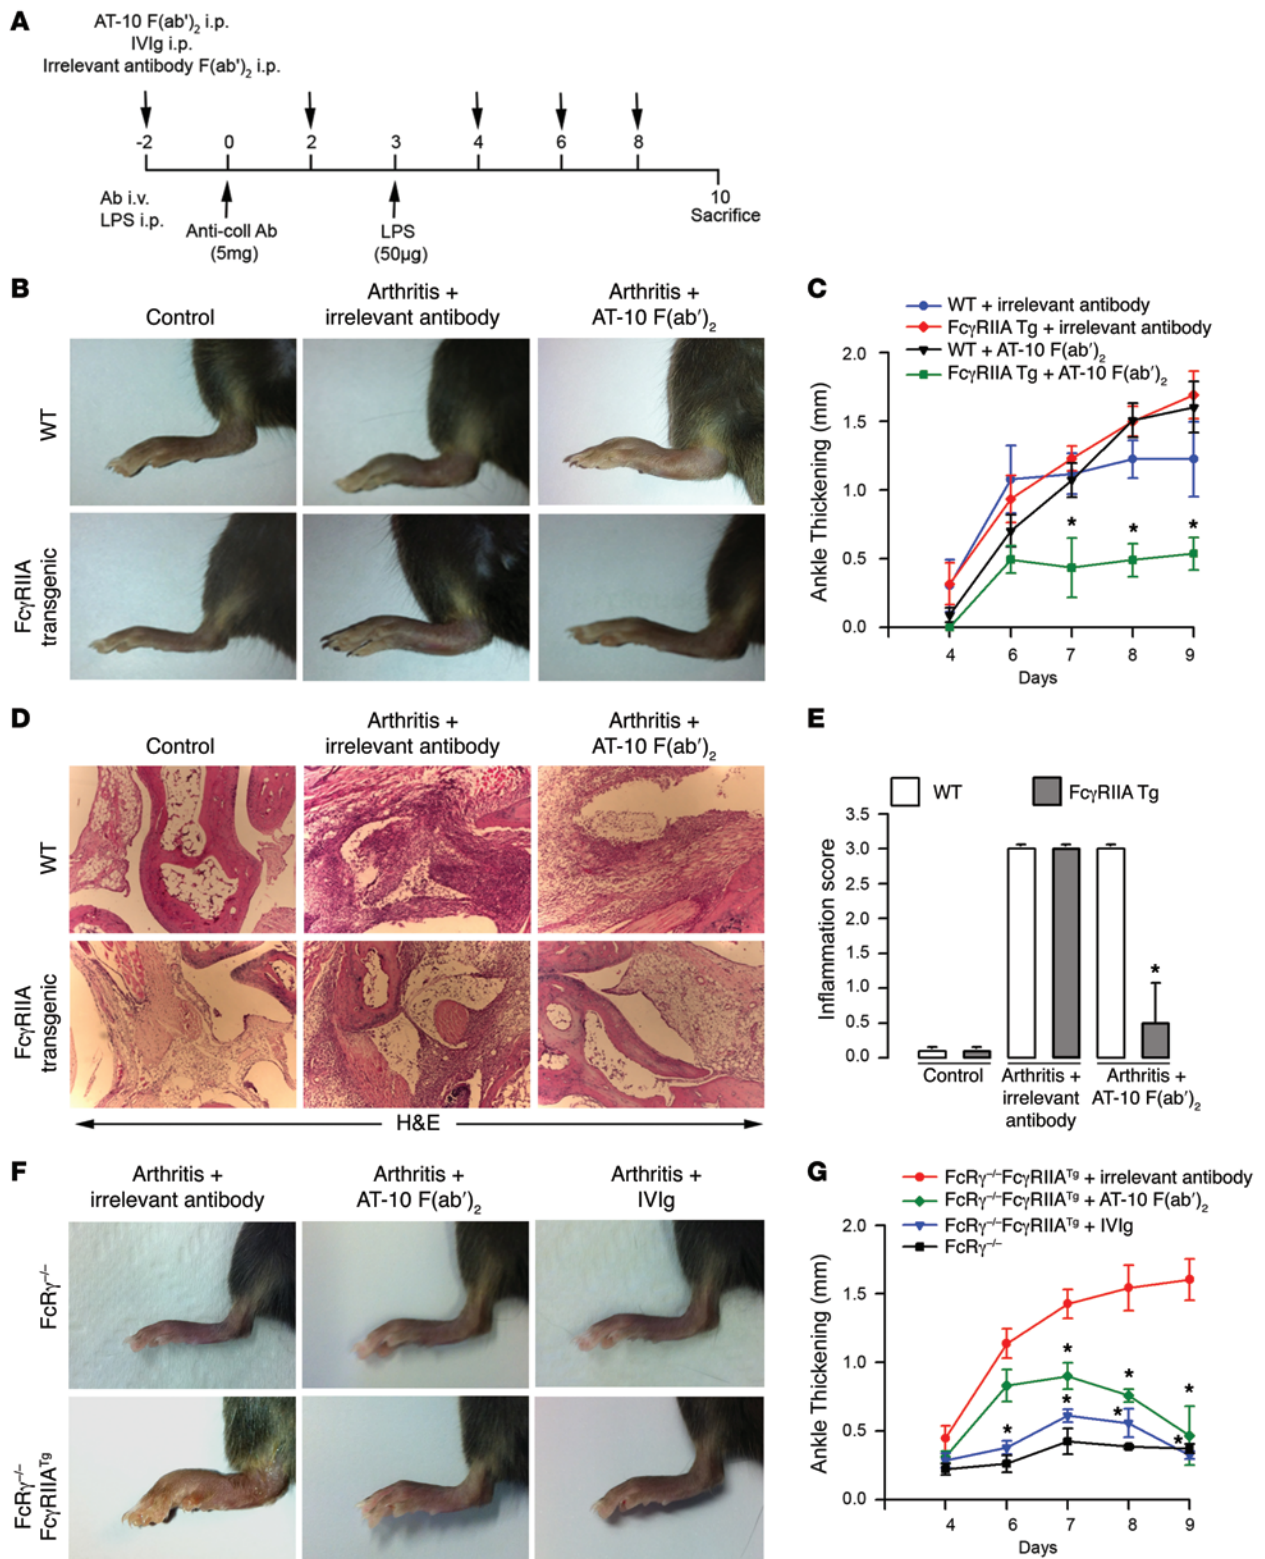 A
AT-10 F(ab')2 i.p.
IVIg i.p.
Irrelevant antibody F(ab')2 i.p.
-2 0 2 3 4 6 8
Ab i.v.
LPS i.p.
Anti-coll Ab
(5mg)
LPS
(50µg)
10
Sacrifice
B
Control
Arthritis +
irrelevant antibody
Arthritis +
AT-10 F(ab′)2
WT
FcγRIIA
transgenic
C
WT + irrelevant antibody
FcγRIIA Tg + irrelevant antibody
WT + AT-10 F(ab′)2
FcγRIIA Tg + AT-10 F(ab′)2
Ankle Thickening (mm)
2.0
1.5
1.0
0.5
0.0
* * *
4 6 7 8 9
Days
D
Control
Arthritis +
irrelevant antibody
Arthritis +
AT-10 F(ab′)2
WT
FcγRIIA
transgenic
H&E
E
WT FcγRIIA Tg
Inflammation score
3.5
3.0
2.5
2.0
1.5
1.0
0.5
0.0
*
Control
Arthritis +
irrelevant
antibody
Arthritis +
AT-10 F(ab′)2
F
Arthritis +
irrelevant antibody
Arthritis +
AT-10 F(ab′)2
Arthritis +
IVIg
FcRγ–/–
FcRγ–/–
FcγRIIATg
G
FcRγ–/–FcγRIIATg + irrelevant antibody
FcRγ–/–FcγRIIATg + AT-10 F(ab′)2
FcRγ–/–FcγRIIATg + IVIg
FcRγ–/–
Ankle Thickening (mm)
2.0
1.5
1.0
0.5
0.0
* * * * * * *
4 6 7 8 9
Days